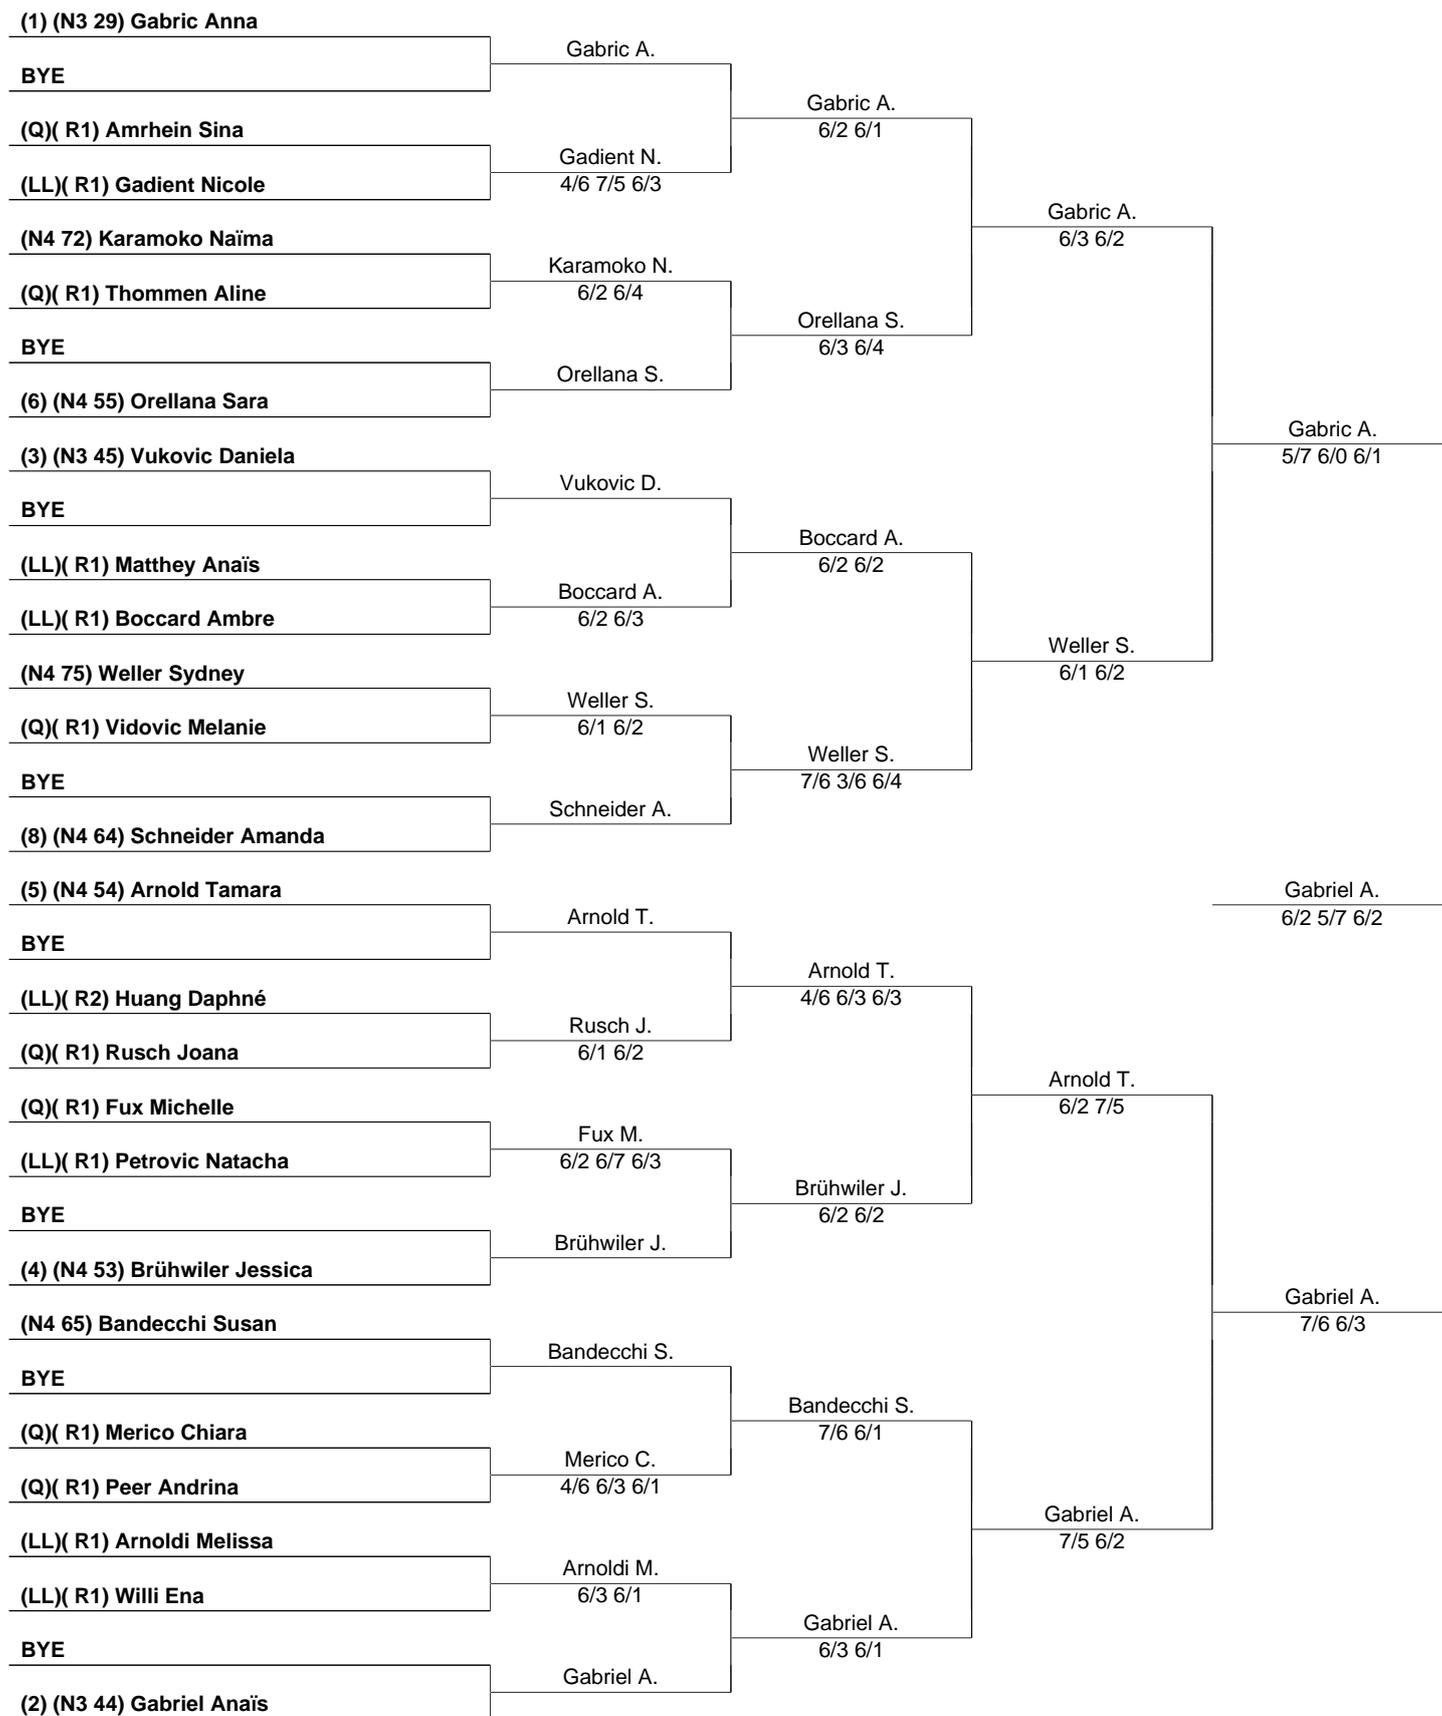 (1) (N3 29) Gabric Anna
BYE
(Q)( R1) Amrhein Sina
(LL)( R1) Gadient Nicole
(N4 72) Karamoko Naïma
(Q)( R1) Thommen Aline
BYE
(6) (N4 55) Orellana Sara
(3) (N3 45) Vukovic Daniela
BYE
(LL)( R1) Matthey Anaïs
(LL)( R1) Boccard Ambre
(N4 75) Weller Sydney
(Q)( R1) Vidovic Melanie
BYE
(8) (N4 64) Schneider Amanda
(5) (N4 54) Arnold Tamara
BYE
(LL)( R2) Huang Daphné
(Q)( R1) Rusch Joana
(Q)( R1) Fux Michelle
(LL)( R1) Petrovic Natacha
BYE
(4) (N4 53) Brühwiler Jessica
(N4 65) Bandecchi Susan
BYE
(Q)( R1) Merico Chiara
(Q)( R1) Peer Andrina
(LL)( R1) Arnoldi Melissa
(LL)( R1) Willi Ena
BYE
(2) (N3 44) Gabriel Anaïs
Gabric A.
Gadient N.
4/6 7/5 6/3
Karamoko N.
6/2 6/4
Orellana S.
Vukovic D.
Boccard A.
6/2 6/3
Weller S.
6/1 6/2
Schneider A.
Arnold T.
Rusch J.
6/1 6/2
Fux M.
6/2 6/7 6/3
Brühwiler J.
Bandecchi S.
Merico C.
4/6 6/3 6/1
Arnoldi M.
6/3 6/1
Gabriel A.
Gabric A.
6/2 6/1
Orellana S.
6/3 6/4
Boccard A.
6/2 6/2
Weller S.
7/6 3/6 6/4
Arnold T.
4/6 6/3 6/3
Brühwiler J.
6/2 6/2
Bandecchi S.
7/6 6/1
Gabriel A.
6/3 6/1
Gabric A.
6/3 6/2
Weller S.
6/1 6/2
Arnold T.
6/2 7/5
Gabriel A.
7/5 6/2
Gabric A.
5/7 6/0 6/1
Gabriel A.
6/2 5/7 6/2
Gabriel A.
7/6 6/3